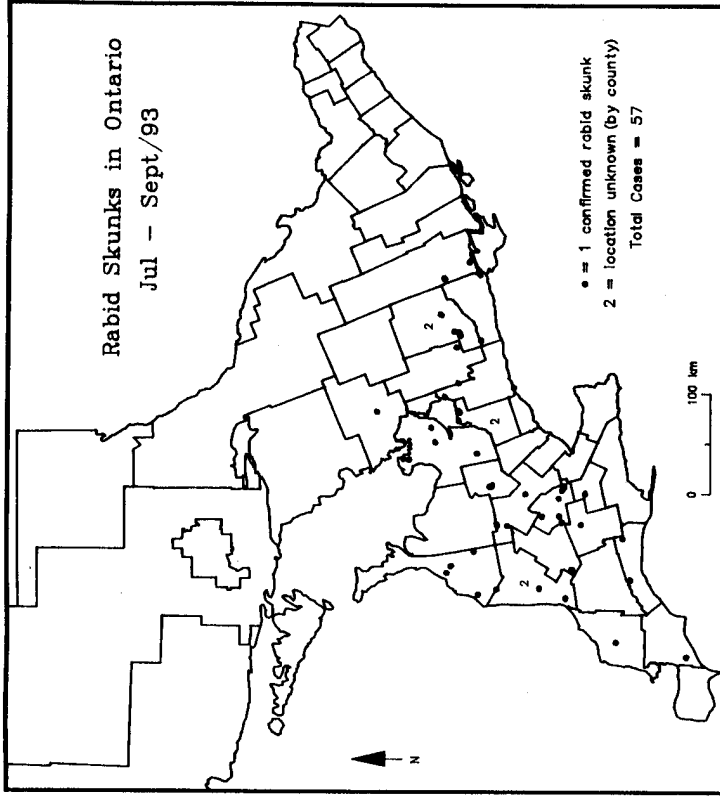 Rabid Skunks in Ontario
Jul – Sept/93
2
2
2
• = 1 confirmed rabid skunk
2 = location unknown (by county)
Total Cases = 57
0 100 km
N